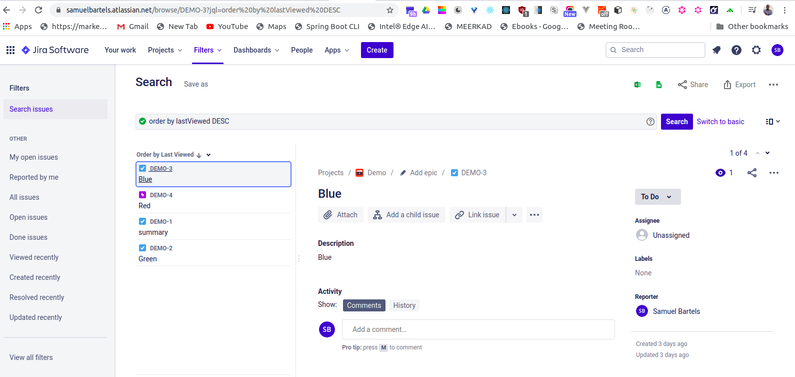 samuelbartels.atlassian.net/browse/DEMO-3?jql=order%20by%20lastViewed%20DESC
Apps https://marke... Gmail New Tab YouTube Maps Spring Boot CLI Intel® Edge AI... MEERKAD Ebooks - Goog... Meeting Roo... Other bookmarks
Jira Software Your work Projects Filters Dashboards People Apps Create Search SB
Filters
Search issues
OTHER
My open issues
Reported by me
All issues
Open issues
Done issues
Viewed recently
Created recently
Resolved recently
Updated recently
View all filters
Search Save as Share Export
order by lastViewed DESC Search Switch to basic
Order by Last Viewed
DEMO-3
Blue
DEMO-4
Red
DEMO-1
summary
DEMO-2
Green
1 of 4
Projects / Demo / Add epic / DEMO-3 1
Blue
Attach Add a child issue Link issue
Description
Blue
Activity
Show: Comments History
SB Add a comment...
Pro tip: press M to comment
To Do
Assignee
Unassigned
Labels
None
Reporter
SB Samuel Bartels
Created 3 days ago
Updated 3 days ago